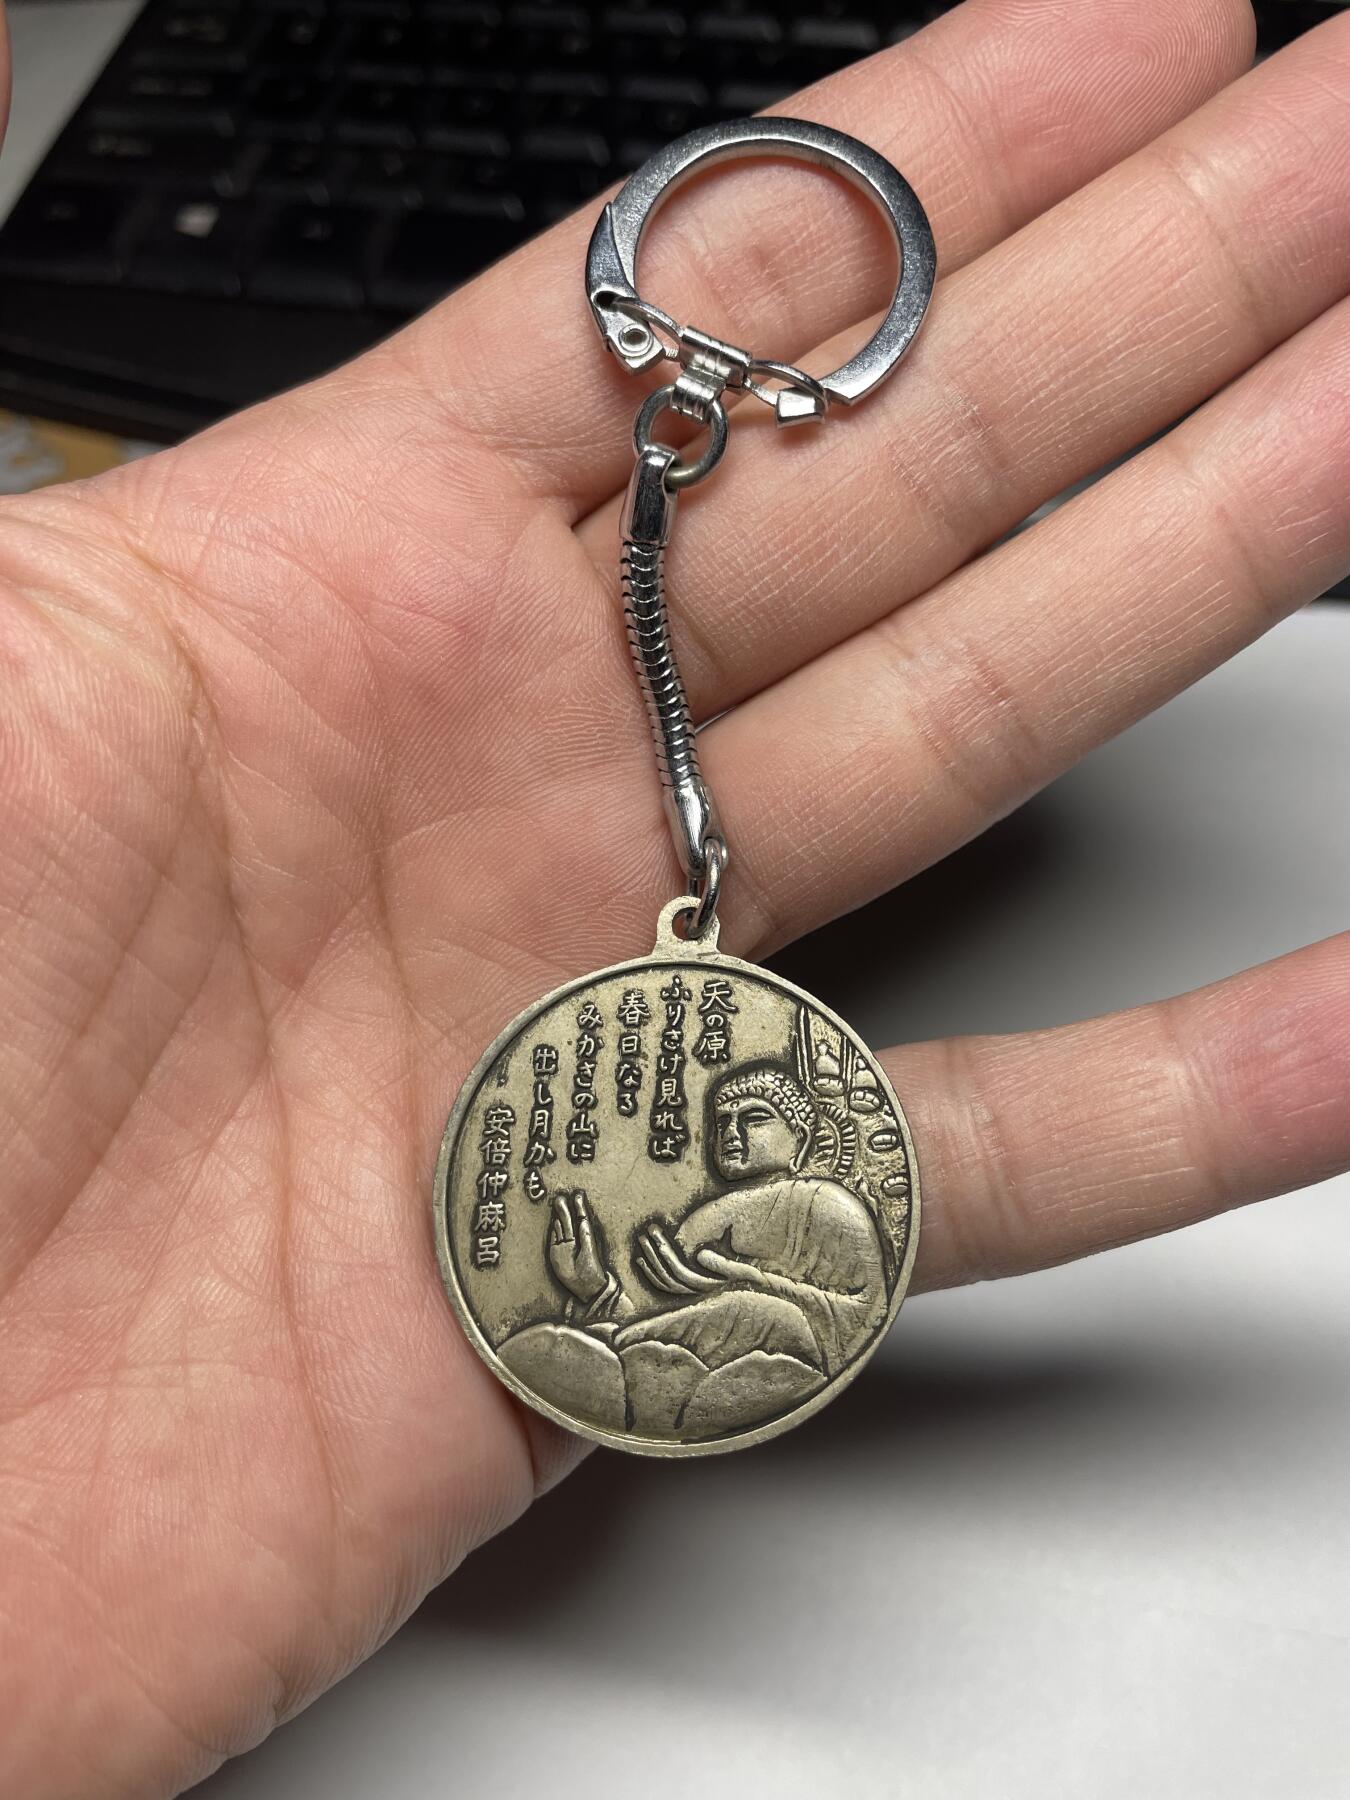 天の原
ふりさけ見れば
春日なる
みかさの山に
出し月かも
安倍仲麻呂